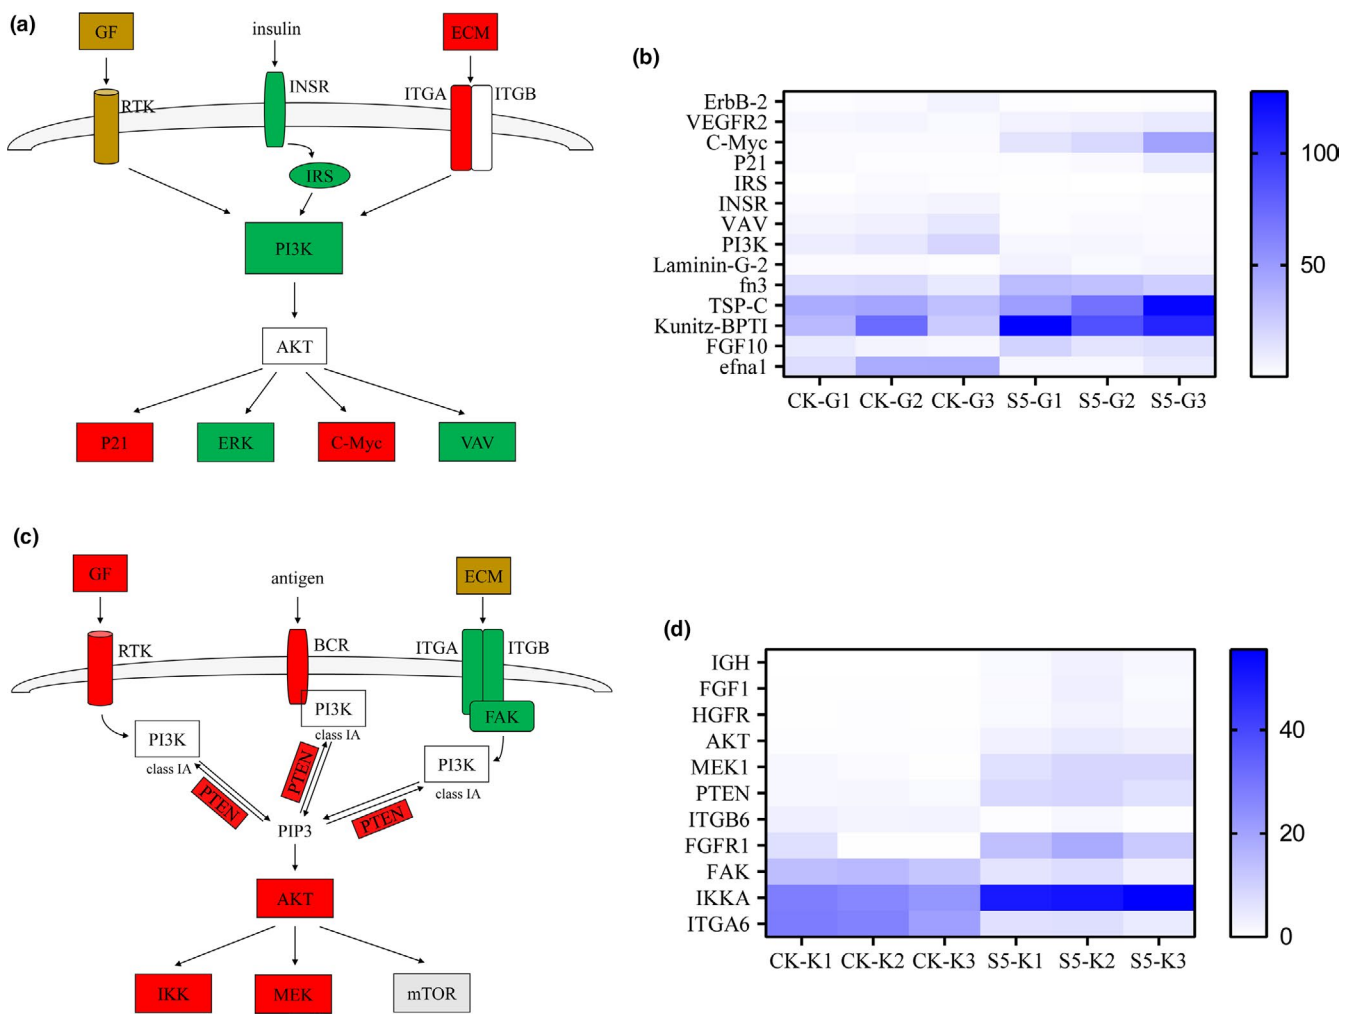 (a)
GF
insulin
ECM
RTK
INSR
ITGA
ITGB
IRS
PI3K
AKT
P21
ERK
C-Myc
VAV
(b)
ErbB-2
VEGFR2
C-Myc
P21
IRS
INSR
VAV
PI3K
Laminin-G-2
fn3
TSP-C
Kunitz-BPTI
FGF10
efna1
CK-G1 CK-G2 CK-G3 S5-G1 S5-G2 S5-G3
100
50
(c)
GF
antigen
ECM
RTK
BCR
ITGA
ITGB
PI3K
class IA
FAK
PI3K
class IA
PI3K
class IA
PTEN
PTEN
PTEN
PIP3
AKT
IKK
MEK
mTOR
(d)
IGH
FGF1
HGFR
AKT
MEK1
PTEN
ITGB6
FGFR1
FAK
IKKA
ITGA6
CK-K1 CK-K2 CK-K3 S5-K1 S5-K2 S5-K3
40
20
0